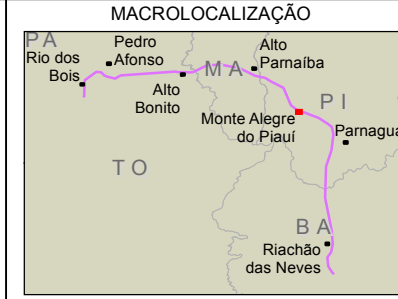 MACROLOCALIZAÇÃO
PA
Pedro
Afonso
Rio dos
Bois
Alto
Bonito
MA
Alto
Parnaíba
PI
Monte Alegre
do Piauí
Parnagua
TO
BA
Riachão
das Neves